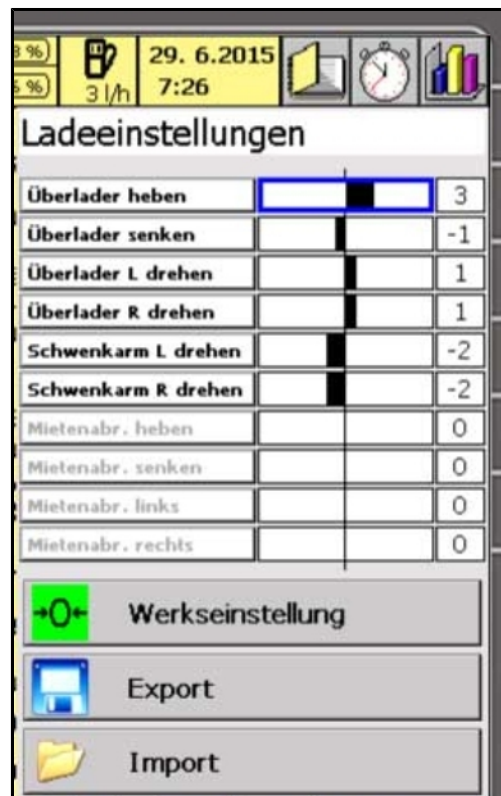 3 %)
29. 6.2015
5 %)
3 l/h
7:26
Ladeeinstellungen
Überlader heben 3
Überlader senken -1
Überlader L drehen 1
Überlader R drehen 1
Schwenkarm L drehen -2
Schwenkarm R drehen -2
Mietenabr. heben 0
Mietenabr. senken 0
Mietenabr. links 0
Mietenabr. rechts 0
→0← Werkseinstellung
Export
Import